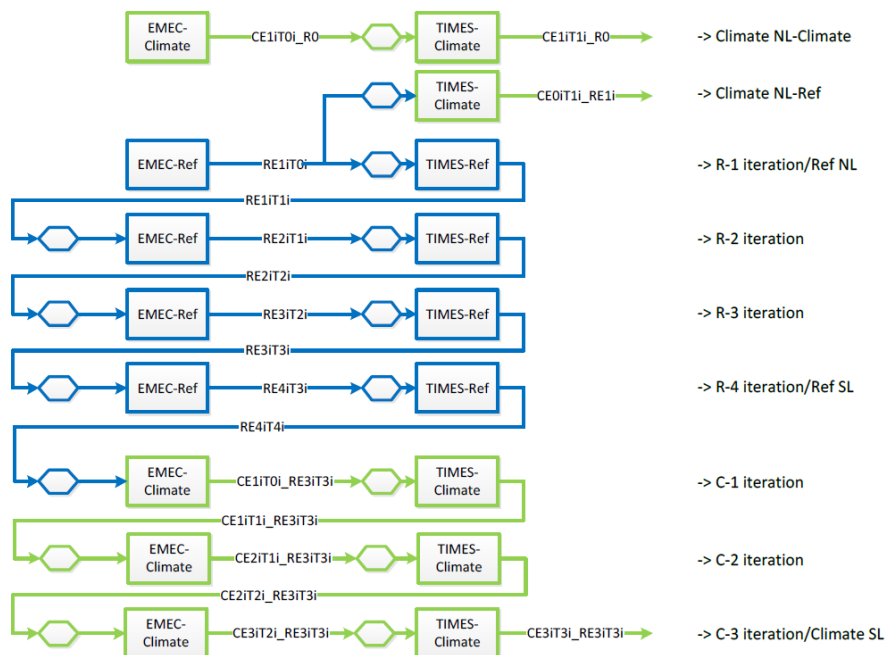 EMEC-
Climate
CE1iT0i_R0
TIMES-
Climate
CE1iT1i_R0
-> Climate NL-Climate
TIMES-
Climate
CE0iT1i_RE1i
-> Climate NL-Ref
EMEC-Ref
RE1iT0i
TIMES-Ref
-> R-1 iteration/Ref NL
RE1iT1i
EMEC-Ref
RE2iT1i
TIMES-Ref
-> R-2 iteration
RE2iT2i
EMEC-Ref
RE3iT2i
TIMES-Ref
-> R-3 iteration
RE3iT3i
EMEC-Ref
RE4iT3i
TIMES-Ref
-> R-4 iteration/Ref SL
RE4iT4i
EMEC-
Climate
CE1iT0i_RE3iT3i
TIMES-
Climate
-> C-1 iteration
CE1iT1i_RE3iT3i
EMEC-
Climate
CE2iT1i_RE3iT3i
TIMES-
Climate
-> C-2 iteration
CE2iT2i_RE3iT3i
EMEC-
Climate
CE3iT2i_RE3iT3i
TIMES-
Climate
CE3iT3i_RE3iT3i
-> C-3 iteration/Climate SL